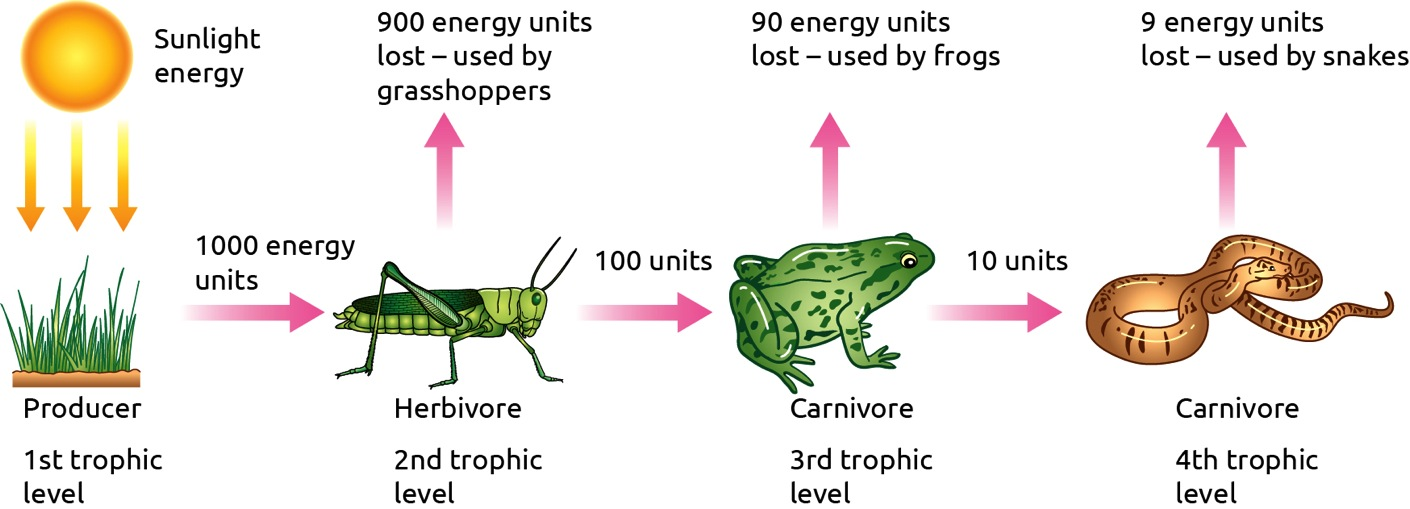 Sunlight
energy
900 energy units
lost – used by
grasshoppers
90 energy units
lost – used by frogs
9 energy units
lost – used by snakes
1000 energy
units
100 units
10 units
Producer
Herbivore
Carnivore
Carnivore
1st trophic
level
2nd trophic
level
3rd trophic
level
4th trophic
level